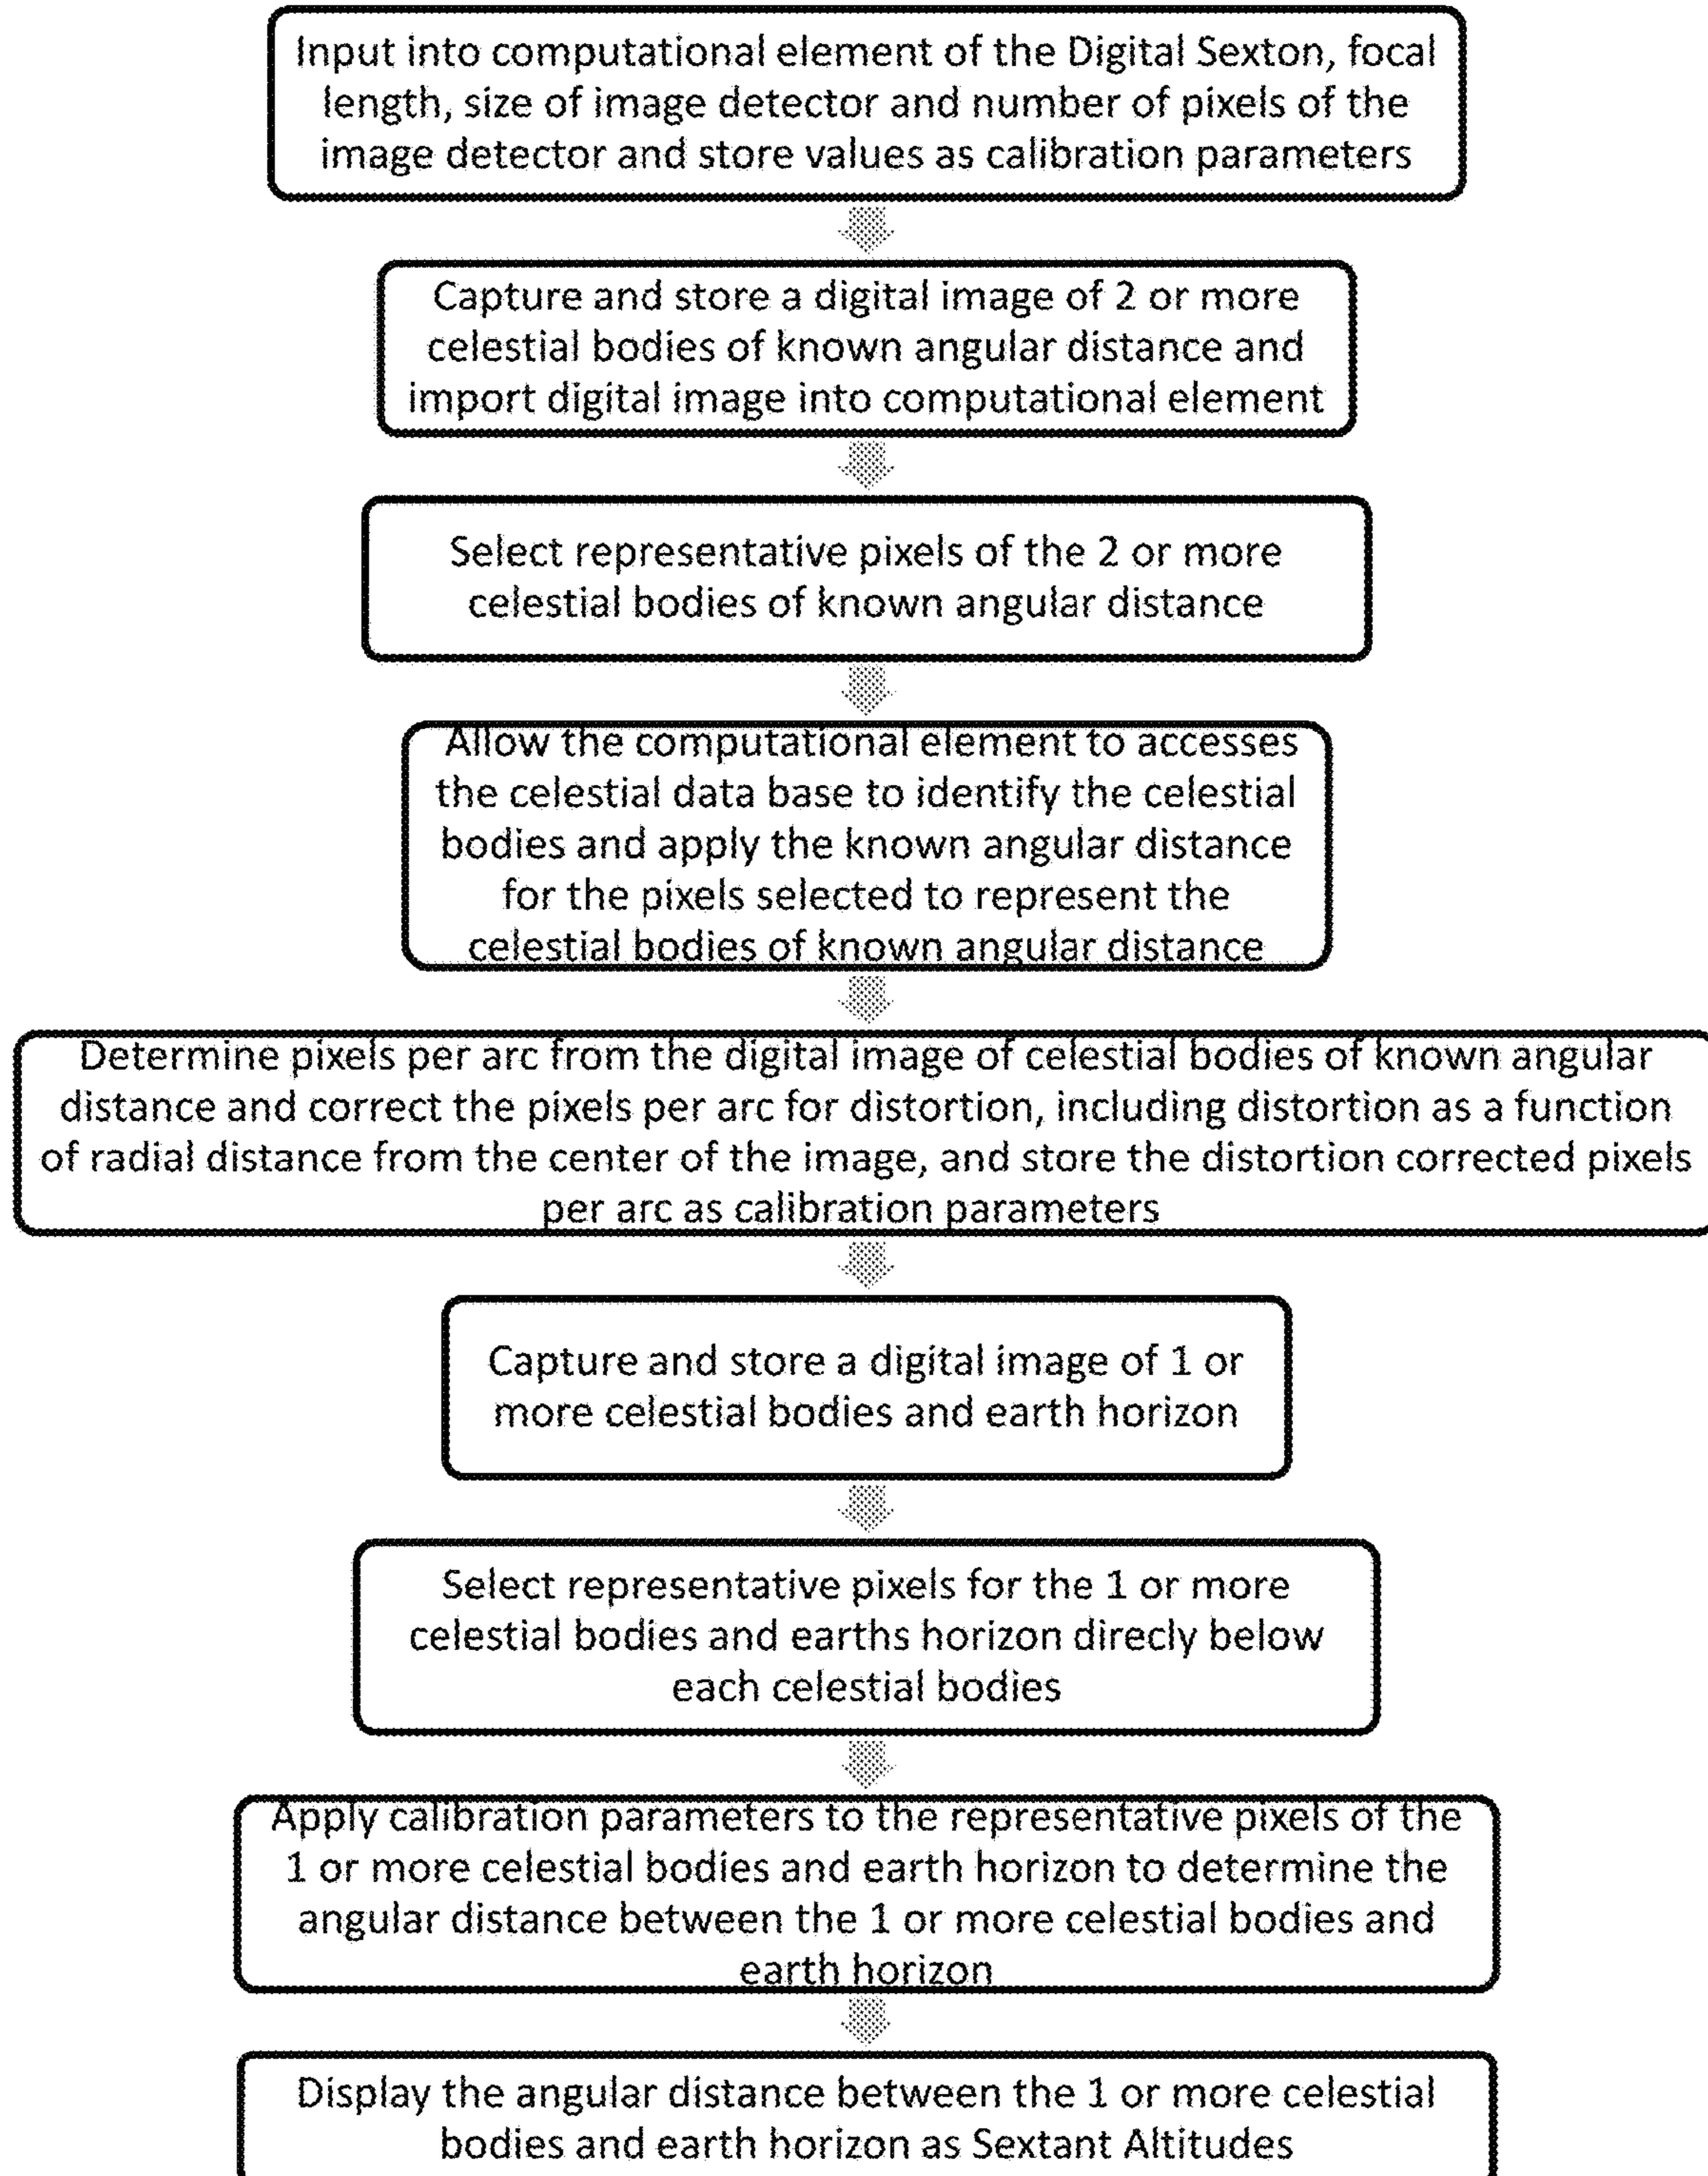 Input into computational element of the Digital Sexton, focal
length, size of image detector and number of pixels of the
image detector and store values as calibration parameters
Capture and store a digital image of 2 or more
celestial bodies of known angular distance and
import digital image into computational element
Select representative pixels of the 2 or more
celestial bodies of known angular distance
Allow the computational element to accesses
the celestial data base to identify the celestial
bodies and apply the known angular distance
for the pixels selected to represent the
celestial bodies of known angular distance
Determine pixels per arc from the digital image of celestial bodies of known angular
distance and correct the pixels per arc for distortion, including distortion as a function
of radial distance from the center of the image, and store the distortion corrected pixels
per arc as calibration parameters
Capture and store a digital image of 1 or
more celestial bodies and earth horizon
Select representative pixels for the 1 or more
celestial bodies and earths horizon direcly below
each celestial bodies
Apply calibration parameters to the representative pixels of the
1 or more celestial bodies and earth horizon to determine the
angular distance between the 1 or more celestial bodies and
earth horizon
Display the angular distance between the 1 or more celestial
bodies and earth horizon as Sextant Altitudes